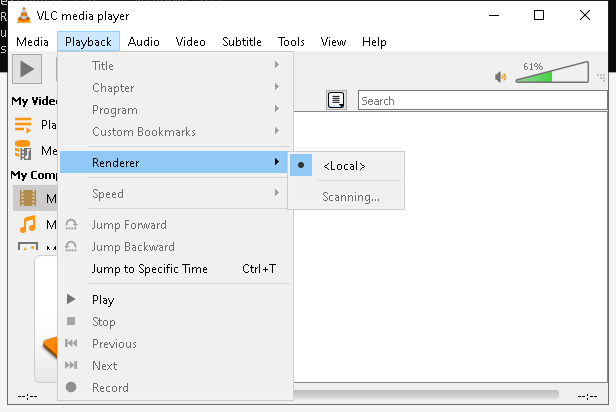 VLC media player
Media Playback Audio Video Subtitle Tools View Help
Title
Chapter
Program
Custom Bookmarks
Renderer
Speed
Jump Forward
Jump Backward
Jump to Specific Time Ctrl+T
Play
Stop
Previous
Next
Record
<Local>
Scanning...
61%
Search
My Vide
Pla
Me
My Comp
M
M
M
--:--
--:--